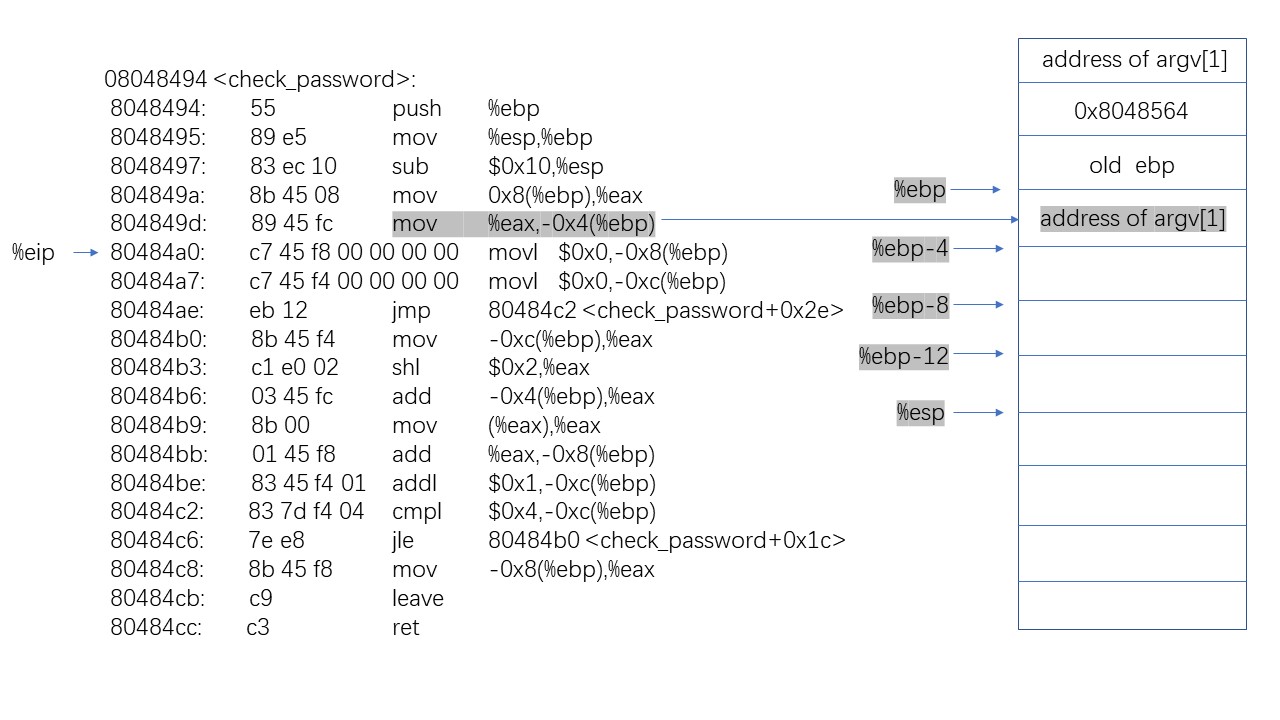 08048494 <check_password>:
8048494: 55 push %ebp
8048495: 89 e5 mov %esp,%ebp
8048497: 83 ec 10 sub $0x10,%esp
804849a: 8b 45 08 mov 0x8(%ebp),%eax
804849d: 89 45 fc mov %eax,-0x4(%ebp)
%eip
80484a0: c7 45 f8 00 00 00 00 movl $0x0,-0x8(%ebp)
80484a7: c7 45 f4 00 00 00 00 movl $0x0,-0xc(%ebp)
80484ae: eb 12 jmp 80484c2 <check_password+0x2e>
80484b0: 8b 45 f4 mov -0xc(%ebp),%eax
80484b3: c1 e0 02 shl $0x2,%eax
80484b6: 03 45 fc add -0x4(%ebp),%eax
80484b9: 8b 00 mov (%eax),%eax
80484bb: 01 45 f8 add %eax,-0x8(%ebp)
80484be: 83 45 f4 01 addl $0x1,-0xc(%ebp)
80484c2: 83 7d f4 04 cmpl $0x4,-0xc(%ebp)
80484c6: 7e e8 jle 80484b0 <check_password+0x1c>
80484c8: 8b 45 f8 mov -0x8(%ebp),%eax
80484cb: c9 leave
80484cc: c3 ret
%ebp
%ebp-4
%ebp-8
%ebp-12
%esp
address of argv[1]
0x8048564
old ebp
address of argv[1]